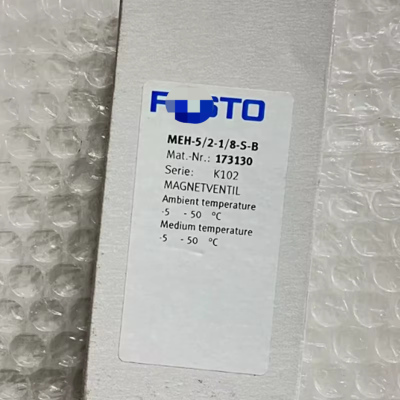 FESTO
MEH-5/2-1/8-S-B
Mat.-Nr.: 173130
Serie: K102
MAGNETVENTIL
Ambient temperature
-5 - 50 °C
Medium temperature
-5 - 50 °C